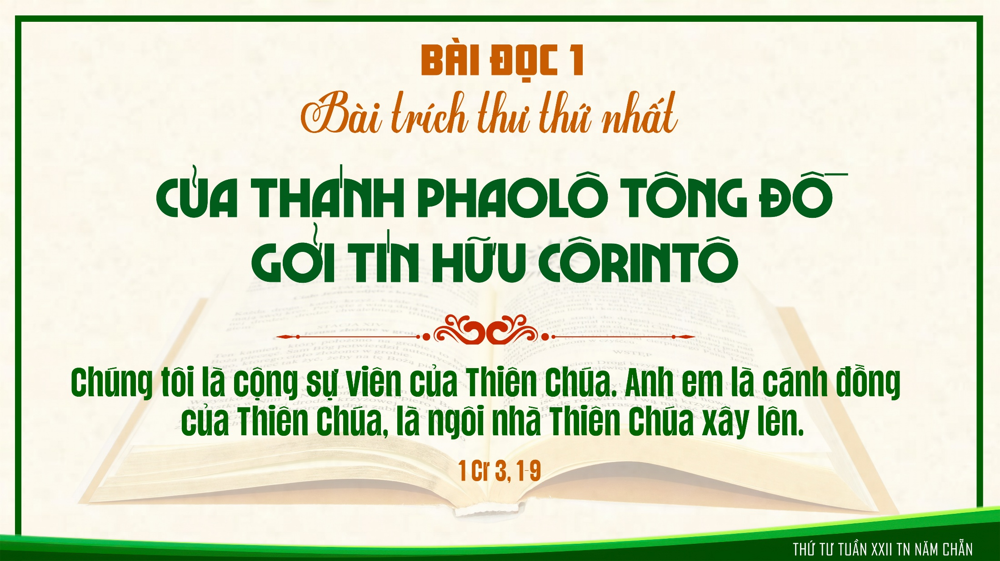 BÀI ĐỌC 1
Bài trích thư thứ nhất
CỦA THÁNH PHAOLÔ TÔNG ĐỒ
GỞI TÍN HỮU CÔRINTÔ
Chúng tôi là cộng sự viên của Thiên Chúa. Anh em là cánh đồng
của Thiên Chúa, là ngôi nhà Thiên Chúa xây lên.
1 Cr 3, 1-9
THỨ TƯ TUẦN XXII TN NĂM CHẴN